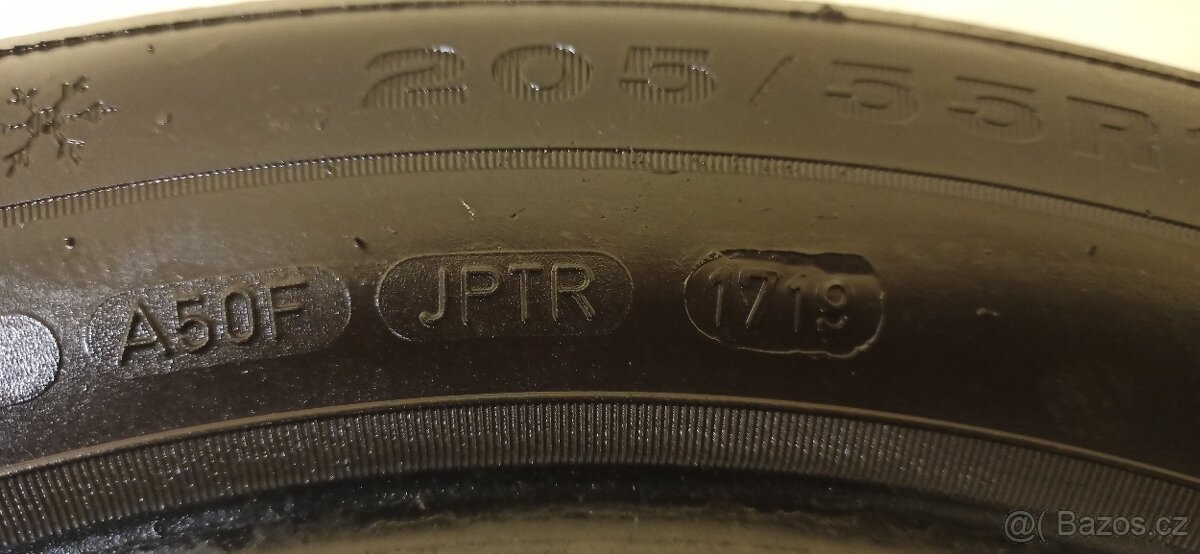 205/55R
A50F JPTR 1719
@( Bazos.cz